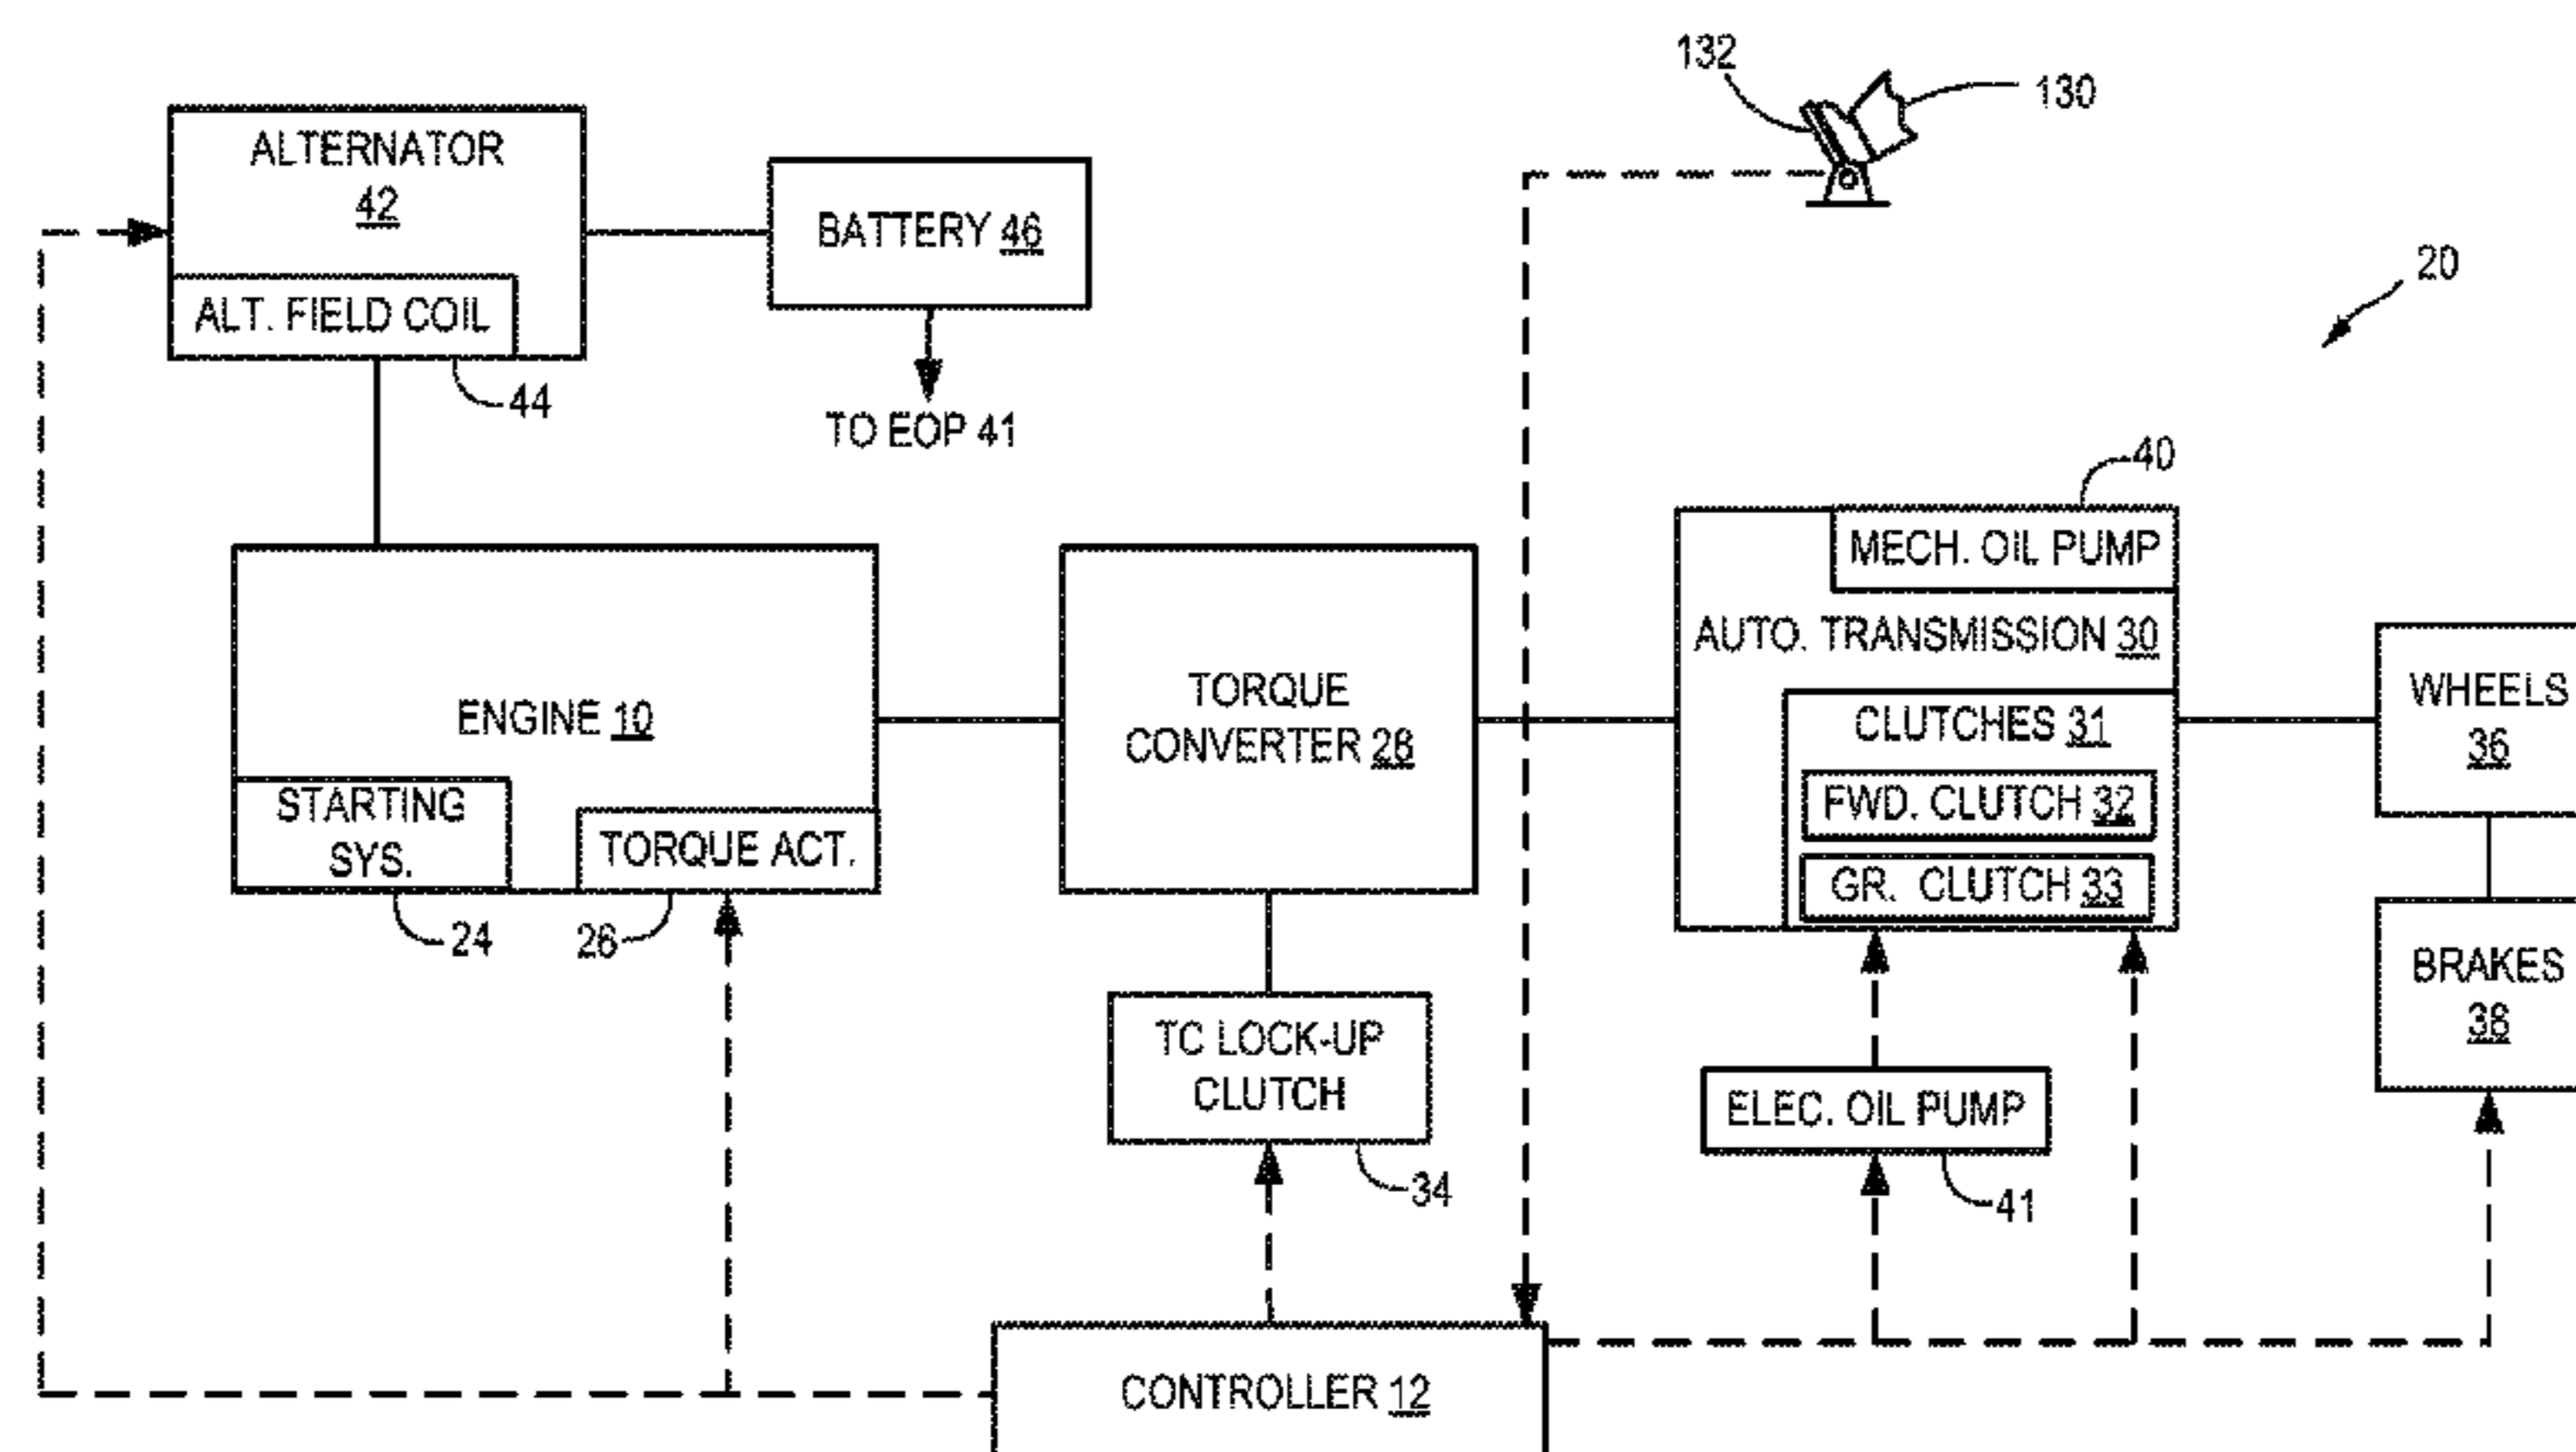 132
130
ALTERNATOR
42
BATTERY 46
20
ALT. FIELD COIL
44
TO EOP 41
40
MECH. OIL PUMP
AUTO. TRANSMISSION 30
ENGINE 10
TORQUE
CONVERTER 28
CLUTCHES 31
WHEELS
36
STARTING
SYS.
TORQUE ACT.
FWD. CLUTCH 32
GR. CLUTCH 33
24
26
BRAKES
38
TC LOCK-UP
CLUTCH
34
ELEC. OIL PUMP
41
CONTROLLER 12